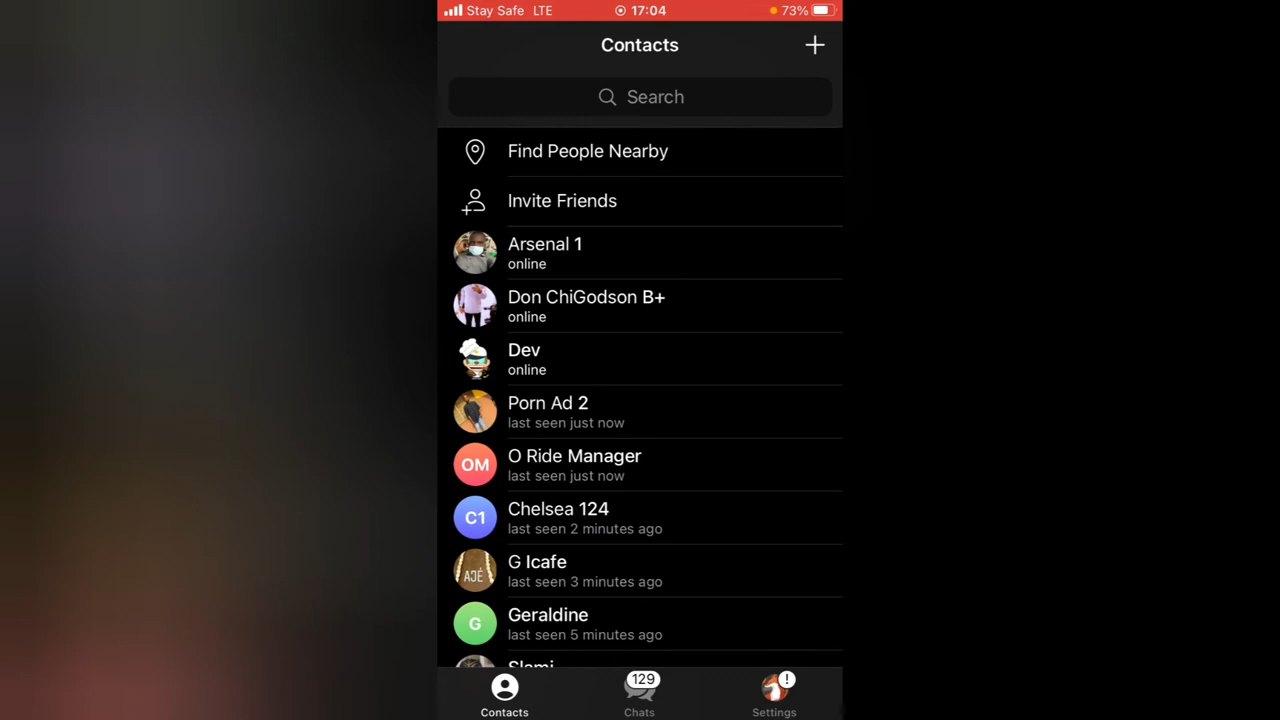 Stay Safe LTE 17:04 73%
Contacts
Search
Find People Nearby
Invite Friends
Arsenal 1
online
Don ChiGodson B+
online
Dev
online
Porn Ad 2
last seen just now
OM
O Ride Manager
last seen just now
C1
Chelsea 124
last seen 2 minutes ago
AJÉ
G Icafe
last seen 3 minutes ago
G
Geraldine
last seen 5 minutes ago
Slami
129
!
Contacts Chats Settings